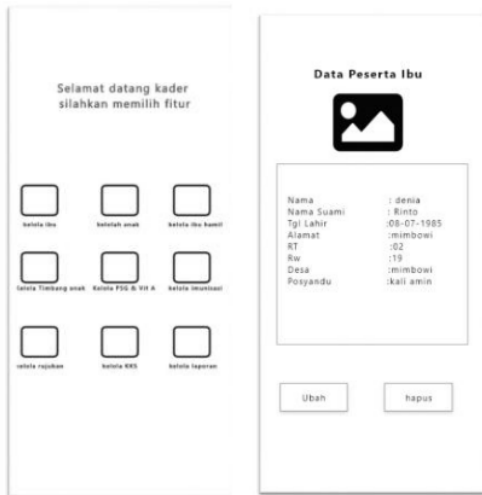 Selamat datang kader
silahkan memilih fitur
kelola ibu kelolah anak kelola ibu hamil
kelola Timbang anak Kelola PSG & Vit A kelola imunisasi
kelola rujukan kelola KKS kelola laporan
Data Peserta Ibu
Nama : denia
Nama Suami : Rinto
Tgl Lahir :08-07-1985
Alamat :mimbowi
RT :02
Rw :19
Desa :mimbowi
Posyandu :kali amin
Ubah hapus